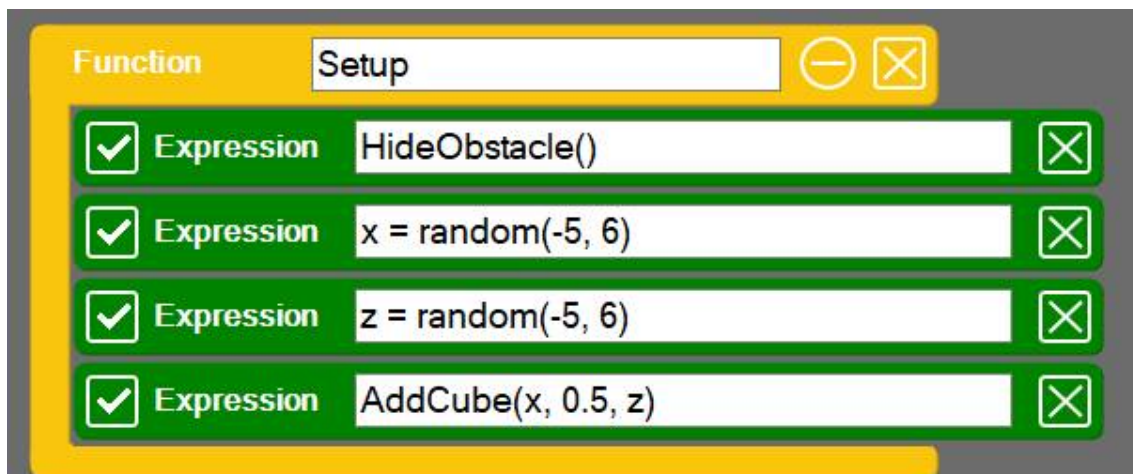 Function Setup
Expression HideObstacle()
Expression x = random(-5, 6)
Expression z = random(-5, 6)
Expression AddCube(x, 0.5, z)